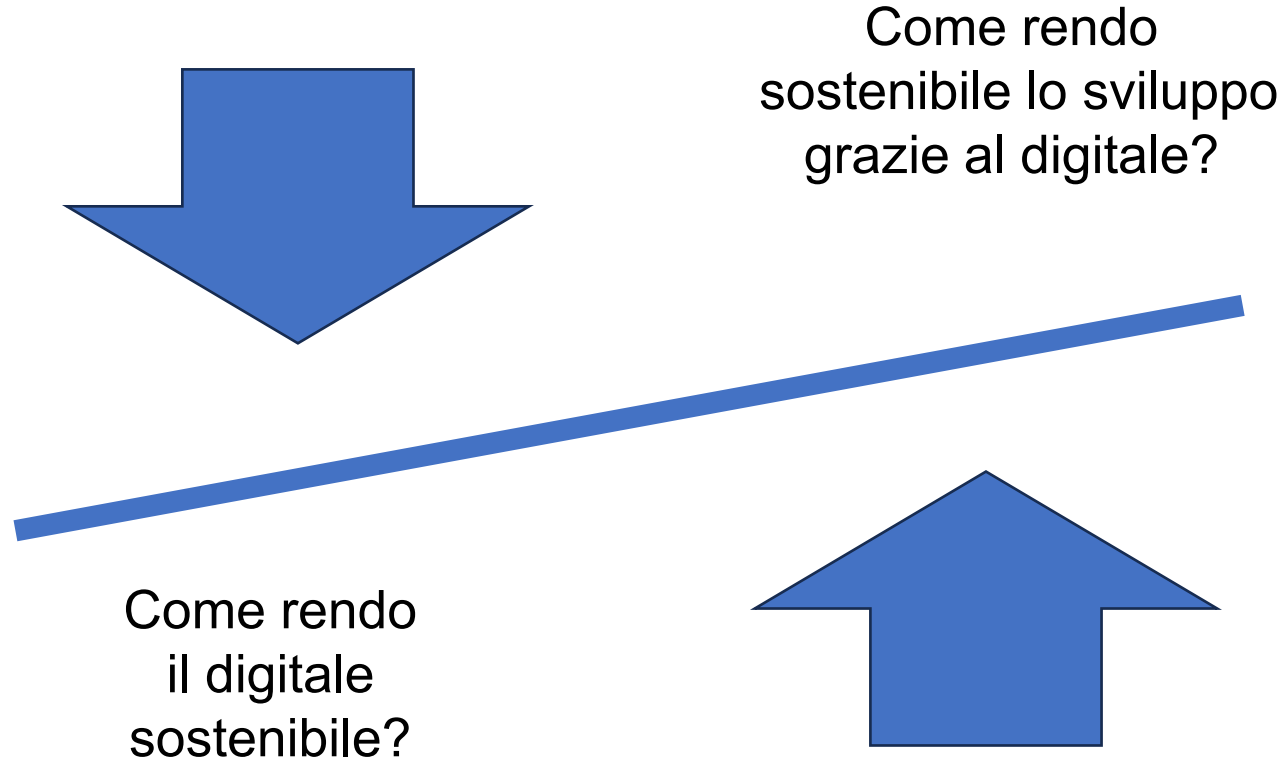 Come rendo
sostenibile lo sviluppo
grazie al digitale?
Come rendo
il digitale
sostenibile?